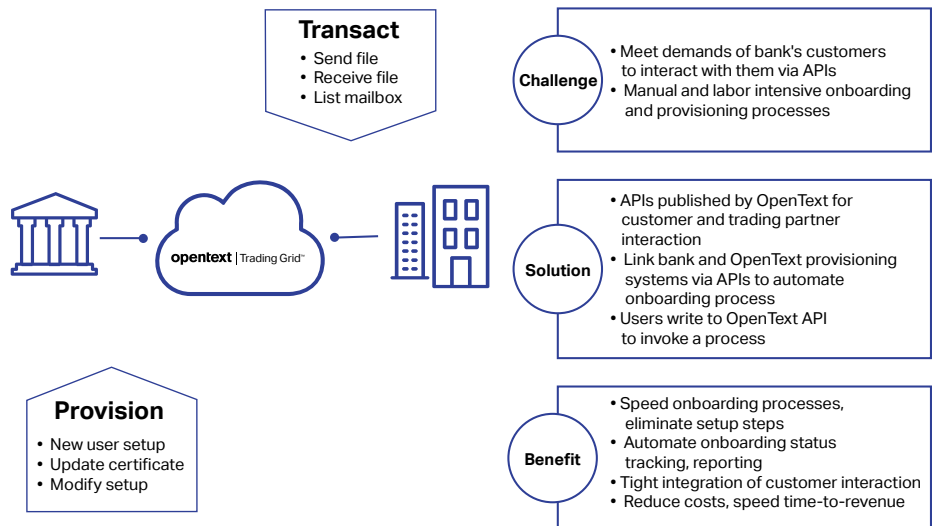 Transact
• Send file
• Receive file
• List mailbox
opentext | Trading Grid™
Provision
• New user setup
• Update certificate
• Modify setup
Challenge
• Meet demands of bank's customers
to interact with them via APIs
• Manual and labor intensive onboarding
and provisioning processes
Solution
• APIs published by OpenText for
customer and trading partner
interaction
• Link bank and OpenText provisioning
systems via APIs to automate
onboarding process
• Users write to OpenText API
to invoke a process
Benefit
• Speed onboarding processes,
eliminate setup steps
• Automate onboarding status
tracking, reporting
• Tight integration of customer interaction
• Reduce costs, speed time-to-revenue